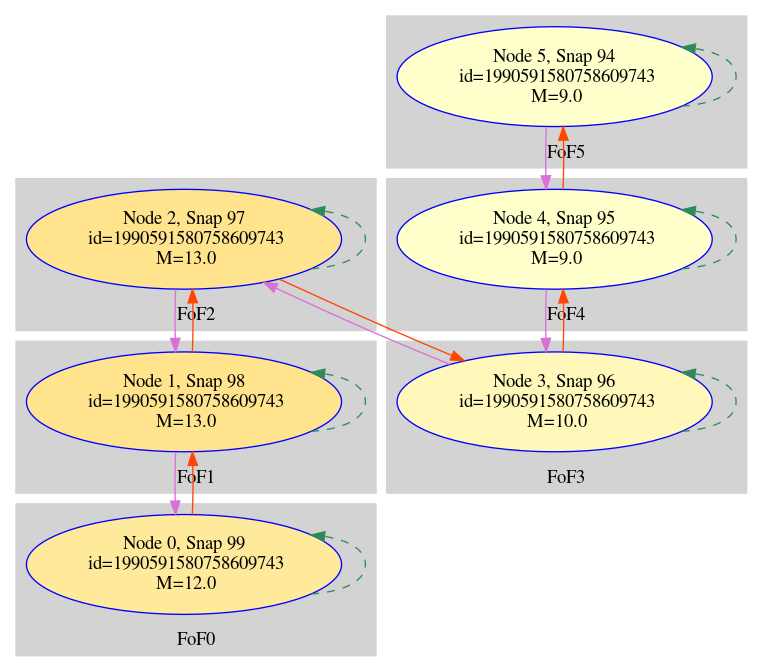 Node 5, Snap 94
id=1990591580758609743
M=9.0
FoF5
Node 2, Snap 97
id=1990591580758609743
M=13.0
FoF2
Node 4, Snap 95
id=1990591580758609743
M=9.0
FoF4
Node 1, Snap 98
id=1990591580758609743
M=13.0
FoF1
Node 3, Snap 96
id=1990591580758609743
M=10.0
FoF3
Node 0, Snap 99
id=1990591580758609743
M=12.0
FoF0